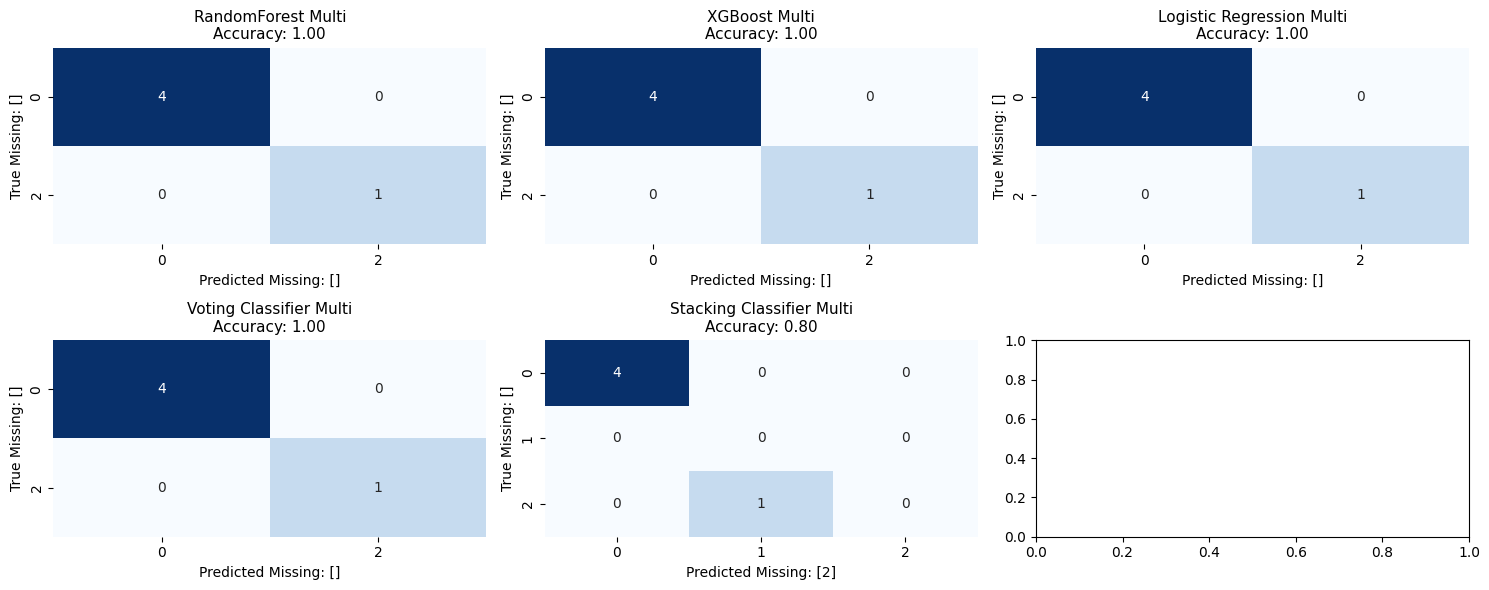 RandomForest Multi
Accuracy: 1.00
True Missing: []
0
4
0
2
0
1
0
2
Predicted Missing: []
XGBoost Multi
Accuracy: 1.00
True Missing: []
0
4
0
2
0
1
0
2
Predicted Missing: []
Logistic Regression Multi
Accuracy: 1.00
True Missing: []
0
4
0
2
0
1
0
2
Predicted Missing: []
Voting Classifier Multi
Accuracy: 1.00
True Missing: []
0
4
0
2
0
1
0
2
Predicted Missing: []
Stacking Classifier Multi
Accuracy: 0.80
True Missing: []
0
4
0
0
1
0
0
0
2
0
1
0
0
1
2
Predicted Missing: [2]
1.0
0.8
0.6
0.4
0.2
0.0
0.0
0.2
0.4
0.6
0.8
1.0